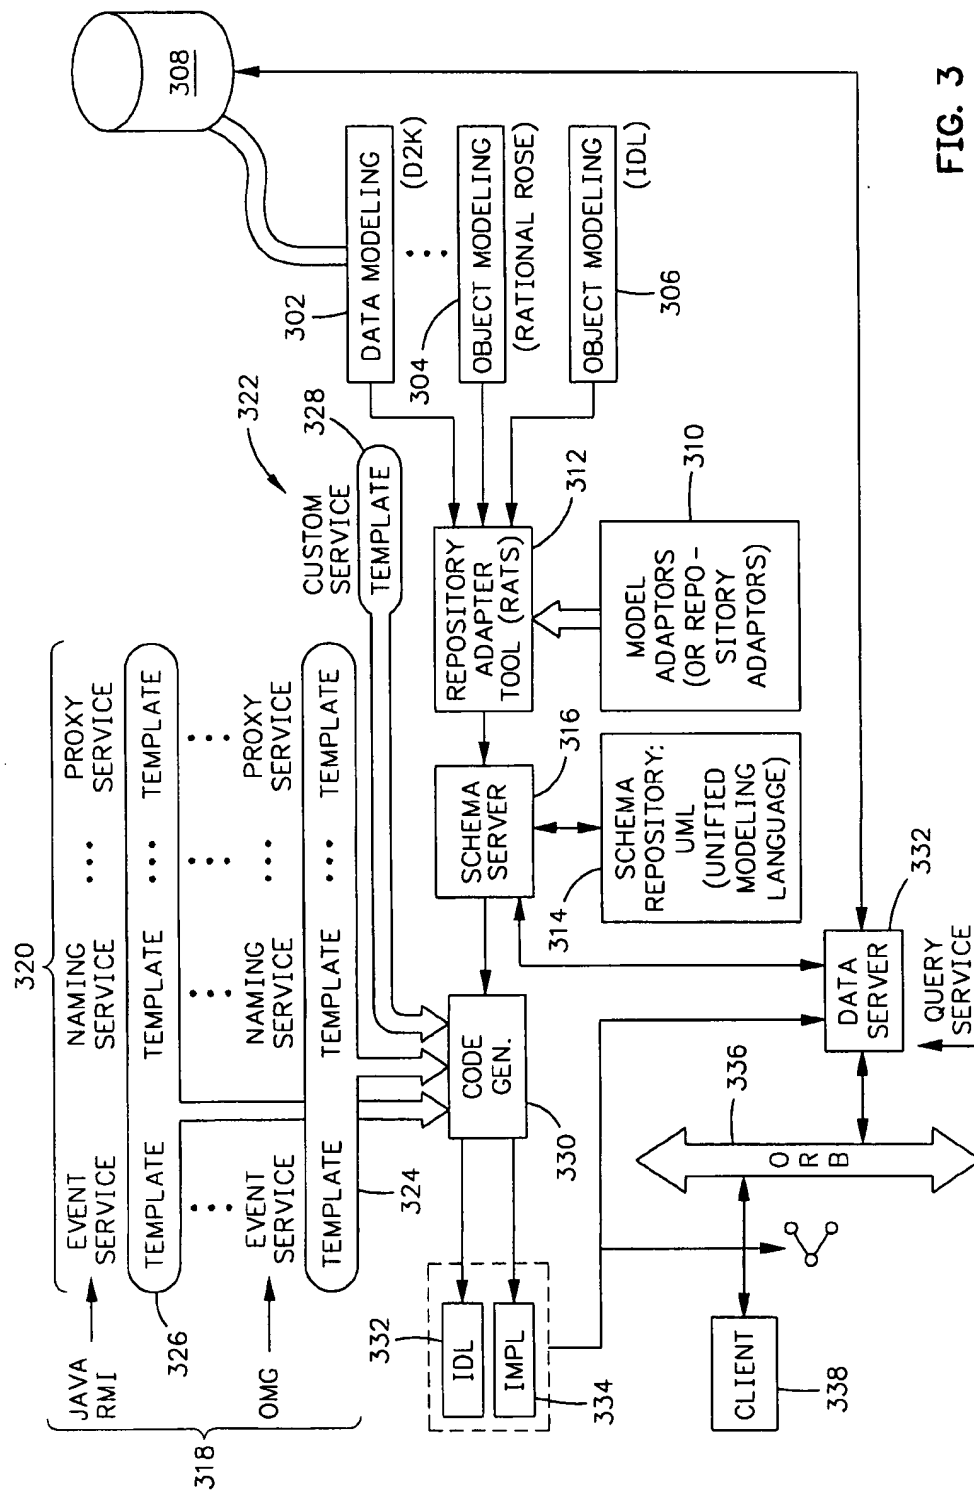 320
318
JAVA
RMI
EVENT
SERVICE
NAMING
SERVICE
...
PROXY
SERVICE
TEMPLATE
TEMPLATE
...
TEMPLATE
326
...
...
...
...
OMG
EVENT
SERVICE
NAMING
SERVICE
...
PROXY
SERVICE
TEMPLATE
TEMPLATE
...
TEMPLATE
324
CUSTOM
SERVICE
322
TEMPLATE
328
308
302
DATA MODELING
(D2K)
...
304
OBJECT MODELING
(RATIONAL ROSE)
OBJECT MODELING
(IDL)
306
REPOSITORY
ADAPTER
TOOL (RATS)
312
MODEL
ADAPTORS
(OR REPO-
SITORY
ADAPTORS)
310
SCHEMA
SERVER
316
SCHEMA
REPOSITORY:
UML
(UNIFIED
MODELING
LANGUAGE)
314
CODE
GEN.
330
332
IDL
IMPL
334
DATA
SERVER
332
QUERY
SERVICE
336
ORB
CLIENT
338
FIG. 3